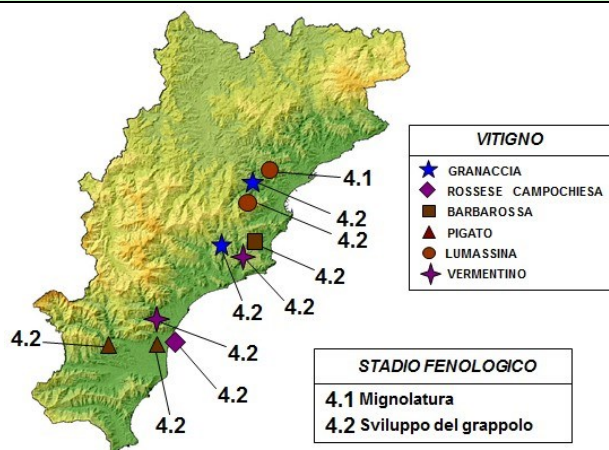 4.1
4.2
4.2
4.2
4.2
4.2
4.2
4.2
4.2
4.2
VITIGNO
GRANACCIA
ROSSESE CAMPOCHIESA
BARBAROSSA
PIGATO
LUMASSINA
VERMENTINO
STADIO FENOLOGICO
4.1 Mignolatura
4.2 Sviluppo del grappolo